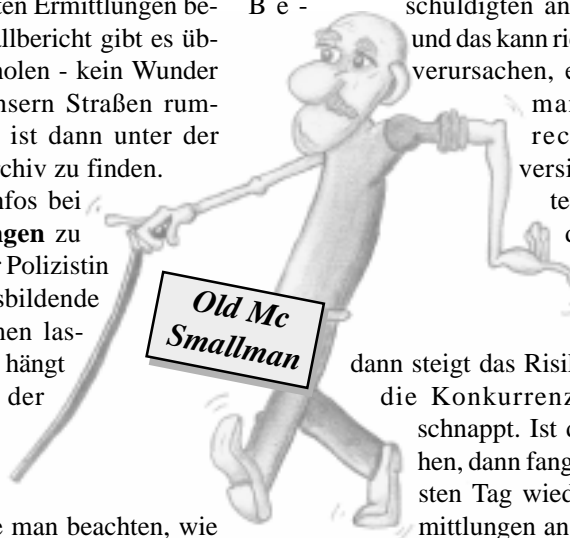 ten Ermittlungen be-
allbericht gibt es üb-
holen - kein Wunder
nsern Straßen rum-
ist dann unter der
chiv zu finden.
nfos bei
ngen zu
r Polizistin
sbildende
nen las-
hängt
der
e man beachten, wie
Old Mc
Smallman
B e -
schuldigten an
und das kann ri
verursachen, e
ma
rec
versi
te
d
dann steigt das Risi
die Konkurrenz
schnappt. Ist d
hen, dann fang
sten Tag wied
mittlungen an